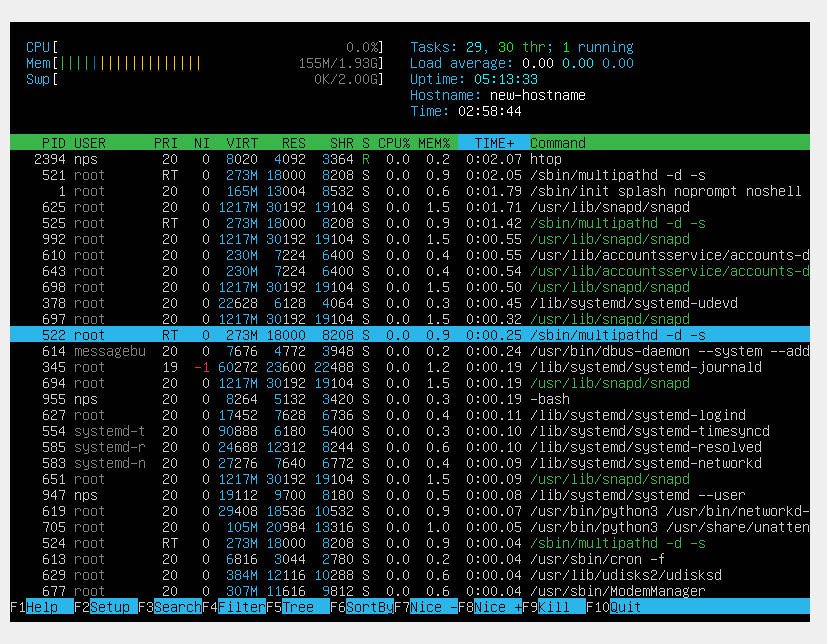 CPU[ 0.0%] Tasks: 29, 30 thr; 1 running
Mem[|||||||||||||||||| 155M/1.93G] Load average: 0.00 0.00 0.00
Swp[ 0K/2.00G] Uptime: 05:13:33
Hostname: new-hostname
Time: 02:58:44
PID USER PRI NI VIRT RES SHR S CPU% MEM% TIME+ Command
2394 nps 20 0 8020 4092 3364 R 0.0 0.2 0:02.07 htop
521 root RT 0 273M 18000 8208 S 0.0 0.9 0:02.05 /sbin/multipathd -d -s
1 root 20 0 165M 13004 8532 S 0.0 0.6 0:01.79 /sbin/init splash noprompt noshell
625 root 20 0 1217M 30192 19104 S 0.0 1.5 0:01.71 /usr/lib/snapd/snapd
525 root RT 0 273M 18000 8208 S 0.0 0.9 0:01.42 /sbin/multipathd -d -s
992 root 20 0 1217M 30192 19104 S 0.0 1.5 0:00.55 /usr/lib/snapd/snapd
610 root 20 0 230M 7224 6400 S 0.0 0.4 0:00.55 /usr/lib/accountsservice/accounts-d
643 root 20 0 230M 7224 6400 S 0.0 0.4 0:00.54 /usr/lib/accountsservice/accounts-d
698 root 20 0 1217M 30192 19104 S 0.0 1.5 0:00.50 /usr/lib/snapd/snapd
378 root 20 0 22628 6128 4064 S 0.0 0.3 0:00.45 /lib/systemd/systemd-udevd
697 root 20 0 1217M 30192 19104 S 0.0 1.5 0:00.32 /usr/lib/snapd/snapd
522 root RT 0 273M 18000 8208 S 0.0 0.9 0:00.25 /sbin/multipathd -d -s
614 messagebu 20 0 7676 4772 3948 S 0.0 0.2 0:00.24 /usr/bin/dbus-daemon --system --add
345 root 19 -1 60272 23600 22488 S 0.0 1.2 0:00.19 /lib/systemd/systemd-journald
694 root 20 0 1217M 30192 19104 S 0.0 1.5 0:00.19 /usr/lib/snapd/snapd
955 nps 20 0 8264 5132 3420 S 0.0 0.3 0:00.19 -bash
627 root 20 0 17452 7628 6736 S 0.0 0.4 0:00.11 /lib/systemd/systemd-logind
554 systemd-t 20 0 90888 6180 5400 S 0.0 0.3 0:00.10 /lib/systemd/systemd-timesyncd
585 systemd-r 20 0 24688 12312 8244 S 0.0 0.6 0:00.10 /lib/systemd/systemd-resolved
583 systemd-n 20 0 27276 7640 6772 S 0.0 0.4 0:00.09 /lib/systemd/systemd-networkd
651 root 20 0 1217M 30192 19104 S 0.0 1.5 0:00.09 /usr/lib/snapd/snapd
947 nps 20 0 19112 9700 8180 S 0.0 0.5 0:00.08 /lib/systemd/systemd --user
619 root 20 0 29408 18536 10532 S 0.0 0.9 0:00.07 /usr/bin/python3 /usr/bin/networkd-
705 root 20 0 105M 20984 13316 S 0.0 1.0 0:00.05 /usr/bin/python3 /usr/share/unatten
524 root RT 0 273M 18000 8208 S 0.0 0.9 0:00.04 /sbin/multipathd -d -s
613 root 20 0 6816 3044 2780 S 0.0 0.2 0:00.04 /usr/sbin/cron -f
629 root 20 0 384M 12116 10288 S 0.0 0.6 0:00.04 /usr/lib/udisks2/udisksd
677 root 20 0 307M 11616 9812 S 0.0 0.6 0:00.04 /usr/sbin/ModemManager
F1Help F2Setup F3SearchF4FilterF5Tree F6SortByF7Nice -F8Nice +F9Kill F10Quit